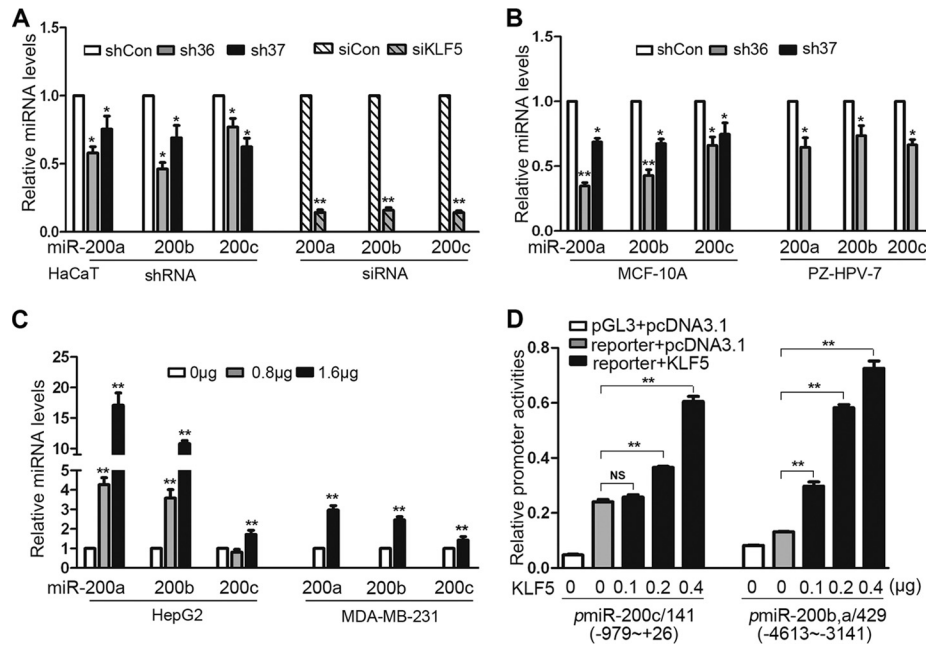 A
shCon sh36 sh37 siCon siKLF5
Relative miRNA levels
1.5
1.0
0.5
0.0
* * * * * * ** ** **
miR-200a 200b 200c 200a 200b 200c
HaCaT shRNA siRNA
B
shCon sh36 sh37
Relative miRNA levels
1.5
1.0
0.5
0.0
** * ** * * * * * *
miR-200a 200b 200c 200a 200b 200c
MCF-10A PZ-HPV-7
C
0µg 0.8µg 1.6µg
Relative miRNA levels
25
20
15
10
6
5
4
3
2
1
0
** ** ** ** ** ** ** **
miR-200a 200b 200c 200a 200b 200c
HepG2 MDA-MB-231
D
pGL3+pcDNA3.1
reporter+pcDNA3.1
reporter+KLF5
Relative promoter activities
0.8
0.6
0.4
0.2
0.0
NS ** ** ** ** **
KLF5 0 0 0.1 0.2 0.4 0 0 0.1 0.2 0.4 (µg)
pmiR-200c/141 pmiR-200b,a/429
(-979~+26) (-4613~-3141)